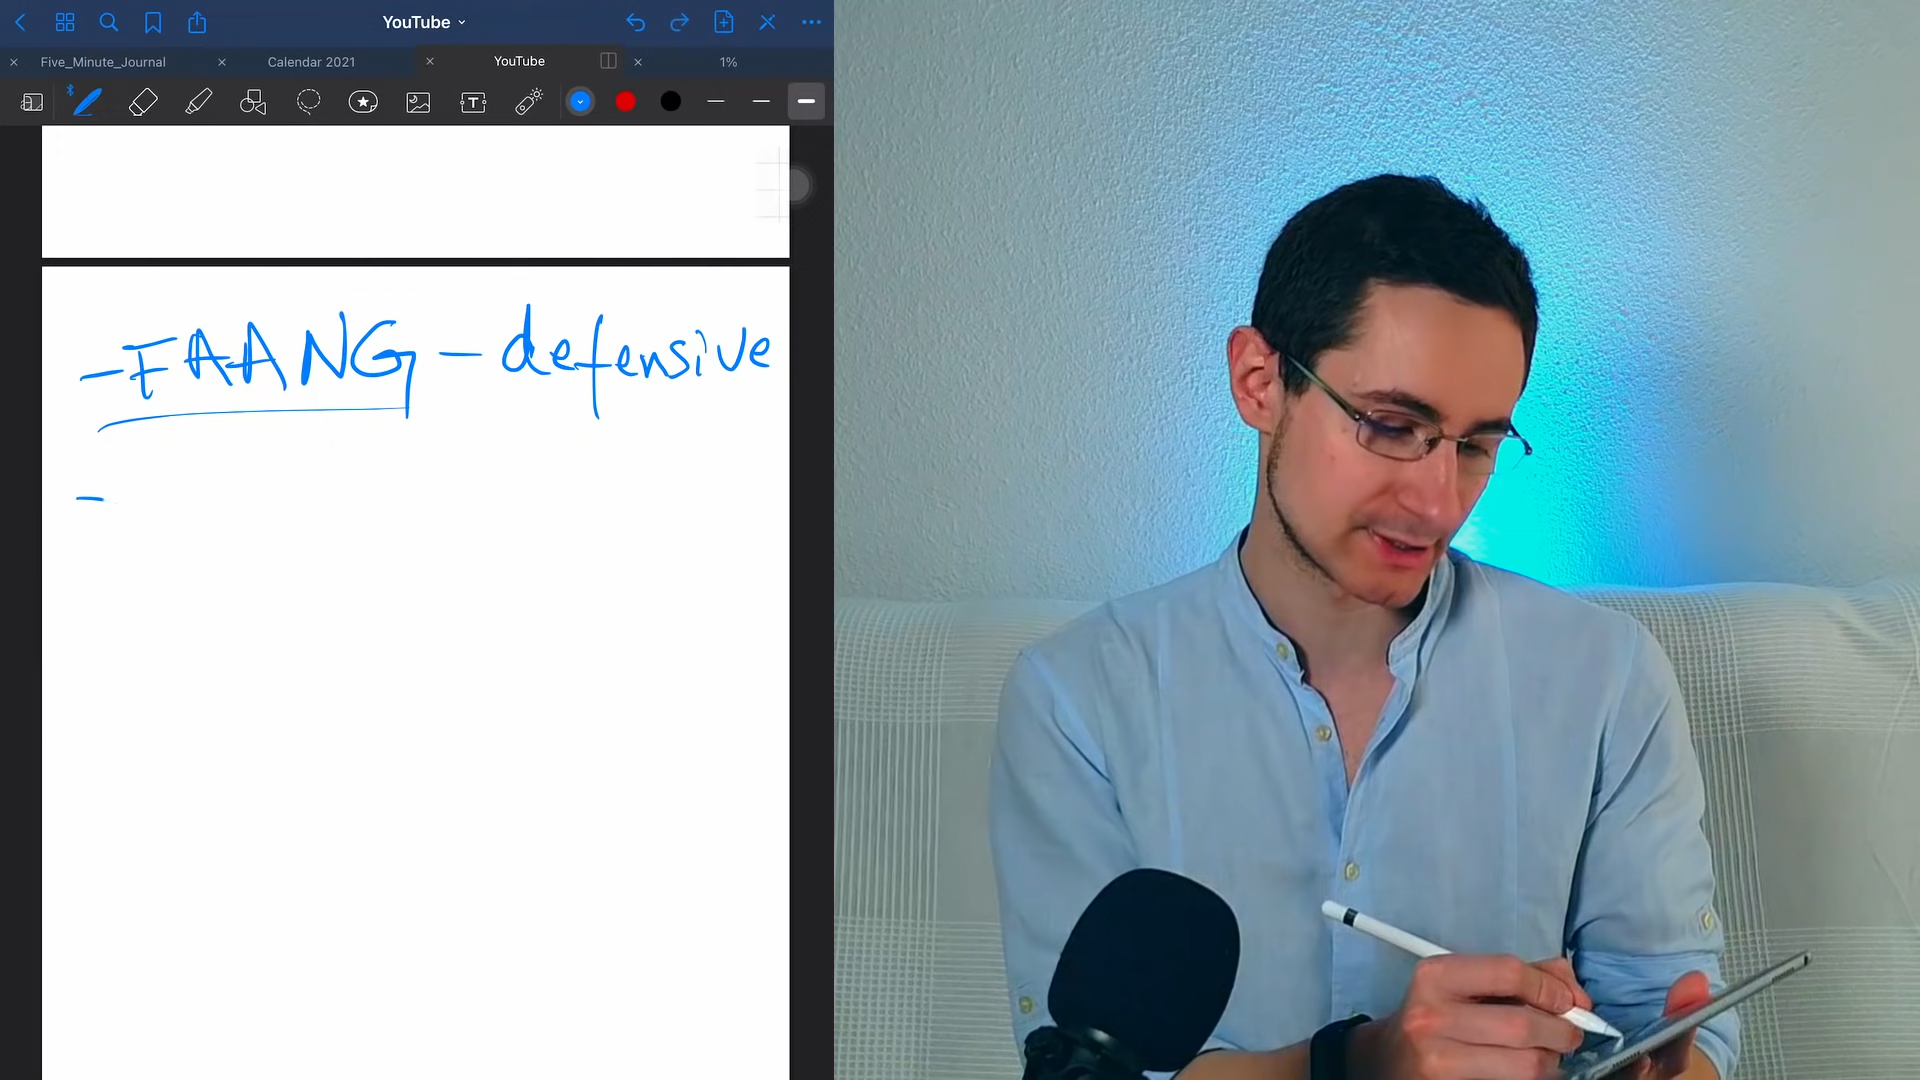 YouTube
Five_Minute_Journal
Calendar 2021
YouTube
1%
T
-FAANG - defensive
-